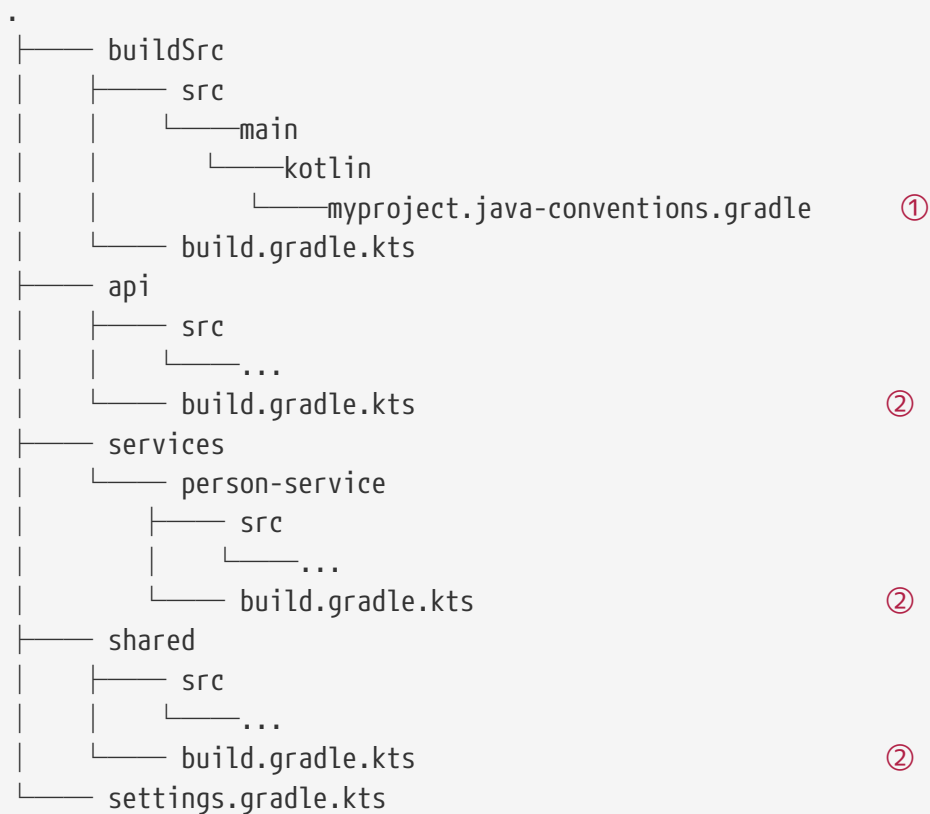 .
├── buildSrc
│   ├── src
│   │   └──main
│   │      └──kotlin
│   │         └──myproject.java-conventions.gradle ①
│   └── build.gradle.kts
├── api
│   ├── src
│   │   └──...
│   └── build.gradle.kts ②
├── services
│   └── person-service
│       ├── src
│       │   └──...
│       └── build.gradle.kts ②
├── shared
│   ├── src
│   │   └──...
│   └── build.gradle.kts ②
└── settings.gradle.kts